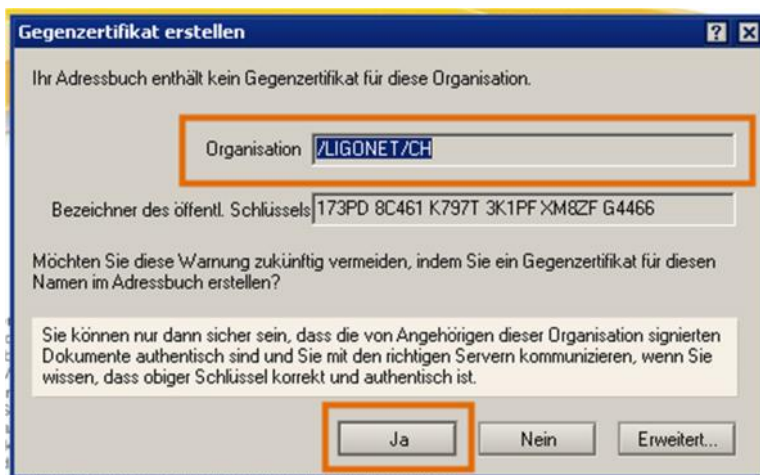 Gegenzertifikat erstellen
Ihr Adressbuch enthält kein Gegenzertifikat für diese Organisation.
Organisation /LIGONET/CH
Bezeichner des öffentl. Schlüssels 173PD 8C461 K797T 3K1PF XM8ZF G4466
Möchten Sie diese Warnung zukünftig vermeiden, indem Sie ein Gegenzertifikat für diesen
Namen im Adressbuch erstellen?
Sie können nur dann sicher sein, dass die von Angehörigen dieser Organisation signierten
Dokumente authentisch sind und Sie mit den richtigen Servern kommunizieren, wenn Sie
wissen, dass obiger Schlüssel korrekt und authentisch ist.
Ja Nein Erweitert...